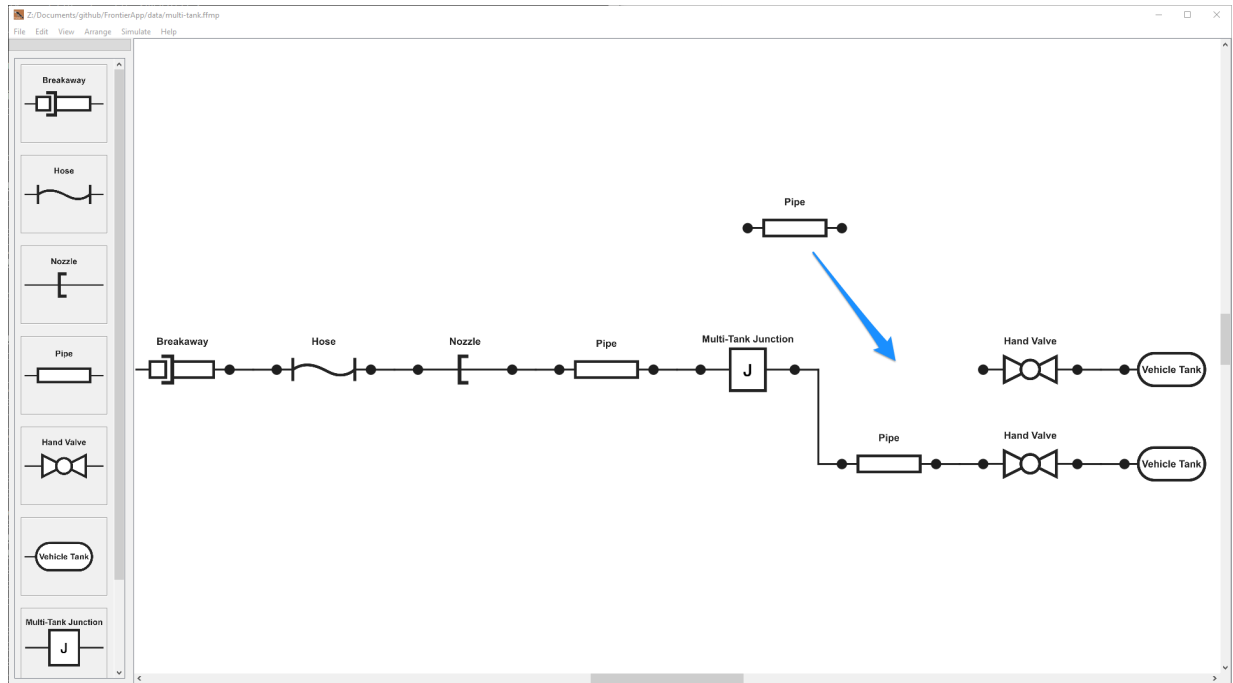 Z:/Documents/github/FrontierApp/data/multi-tank.ffmp
File Edit View Arrange Simulate Help
Breakaway
Hose
Nozzle
Pipe
Hand Valve
Vehicle Tank
Multi-Tank Junction
J
Pipe
Breakaway
Hose
Nozzle
Pipe
Multi-Tank Junction
J
Hand Valve
Vehicle Tank
Pipe
Hand Valve
Vehicle Tank